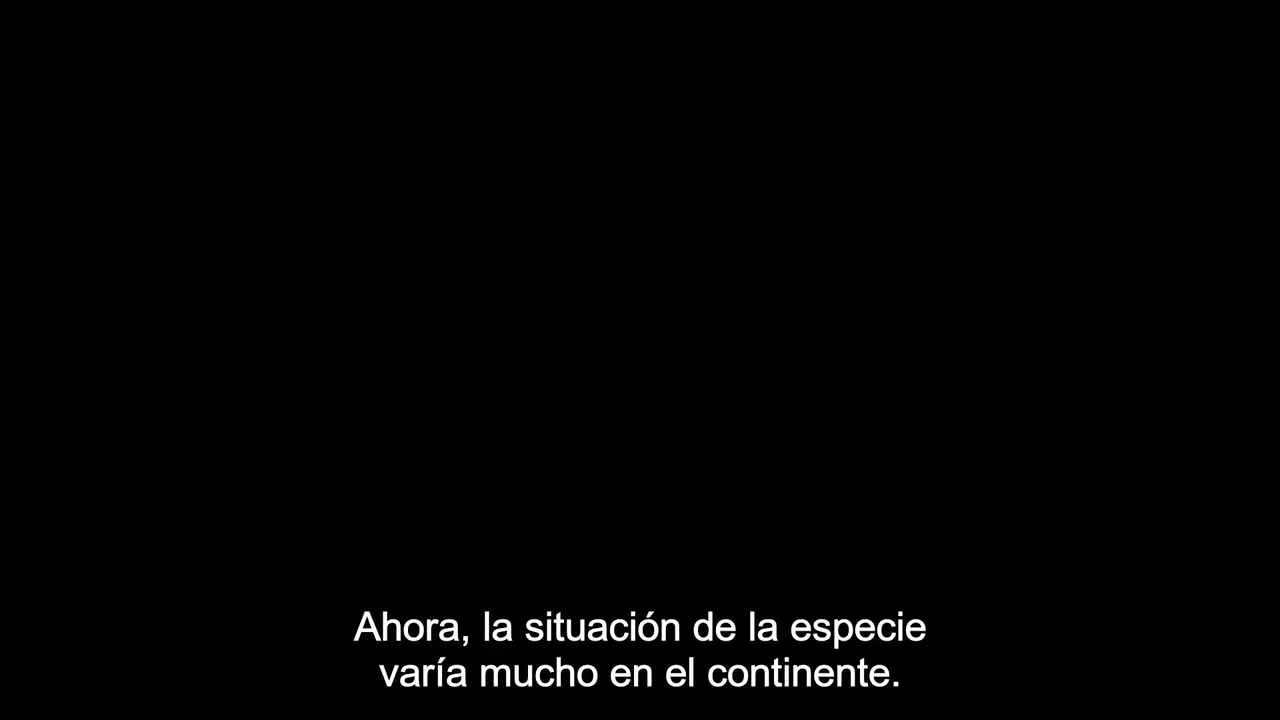 Ahora, la situación de la especie
varía mucho en el continente.